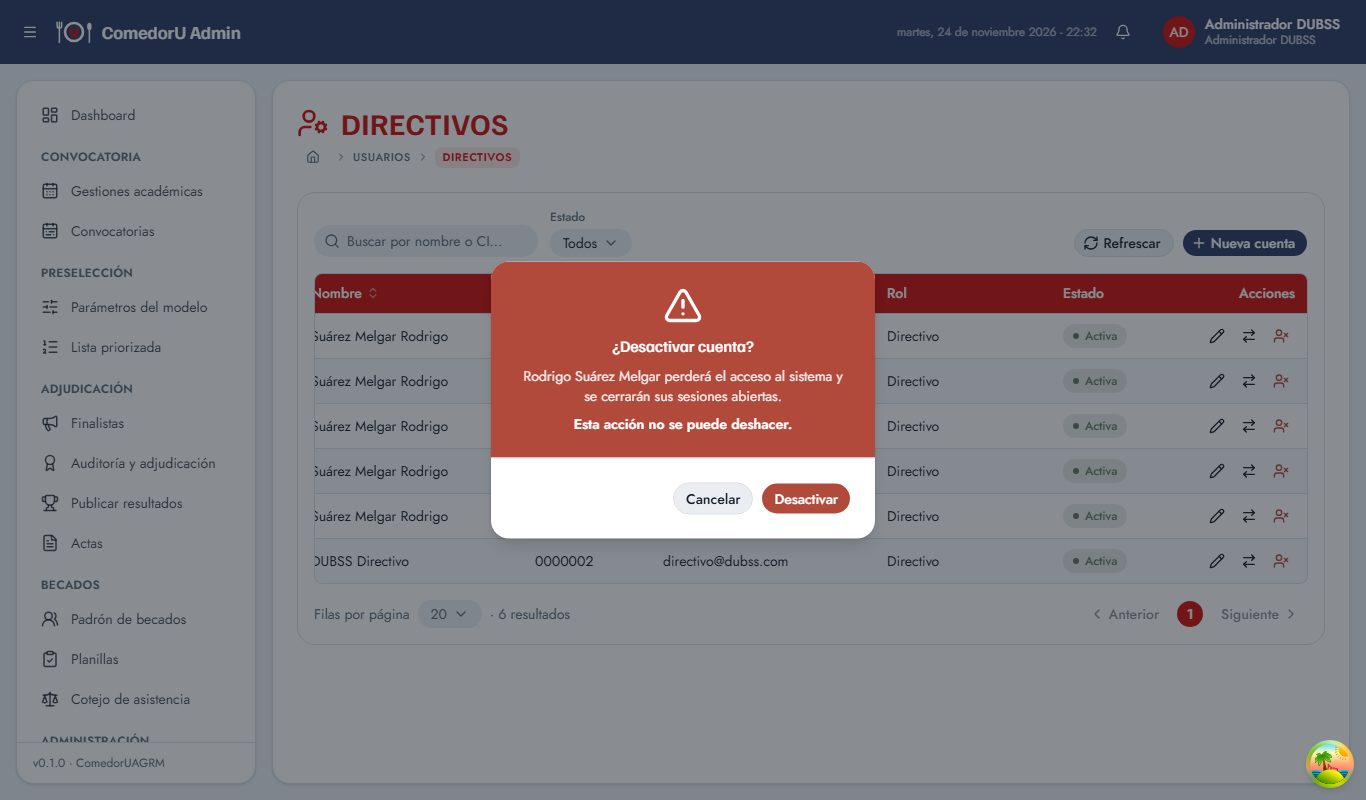 ComedorU Admin
martes, 24 de noviembre 2026 - 22:32
AD
Administrador DUBSS
Administrador DUBSS
Dashboard
CONVOCATORIA
Gestiones académicas
Convocatorias
PRESELECCIÓN
Parámetros del modelo
Lista priorizada
ADJUDICACIÓN
Finalistas
Auditoría y adjudicación
Publicar resultados
Actas
BECADOS
Padrón de becados
Planillas
Cotejo de asistencia
ADMINISTRACIÓN
v0.1.0 · ComedorUAGRM
DIRECTIVOS
USUARIOS
DIRECTIVOS
Estado
Buscar por nombre o CI...
Todos
Refrescar
Nueva cuenta
Nombre Rol Estado Acciones
Suárez Melgar Rodrigo Directivo Activa
Suárez Melgar Rodrigo Directivo Activa
Suárez Melgar Rodrigo Directivo Activa
Suárez Melgar Rodrigo Directivo Activa
Suárez Melgar Rodrigo Directivo Activa
DUBSS Directivo 0000002 directivo@dubss.com Directivo Activa
Filas por página 20 · 6 resultados
Anterior 1 Siguiente
¿Desactivar cuenta?
Rodrigo Suárez Melgar perderá el acceso al sistema y
se cerrarán sus sesiones abiertas.
Esta acción no se puede deshacer.
Cancelar
Desactivar